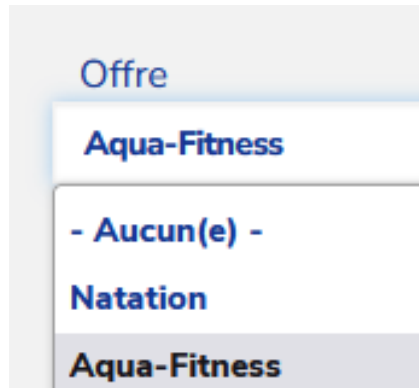 Offre
Aqua-Fitness
- Aucun(e) -
Natation
Aqua-Fitness